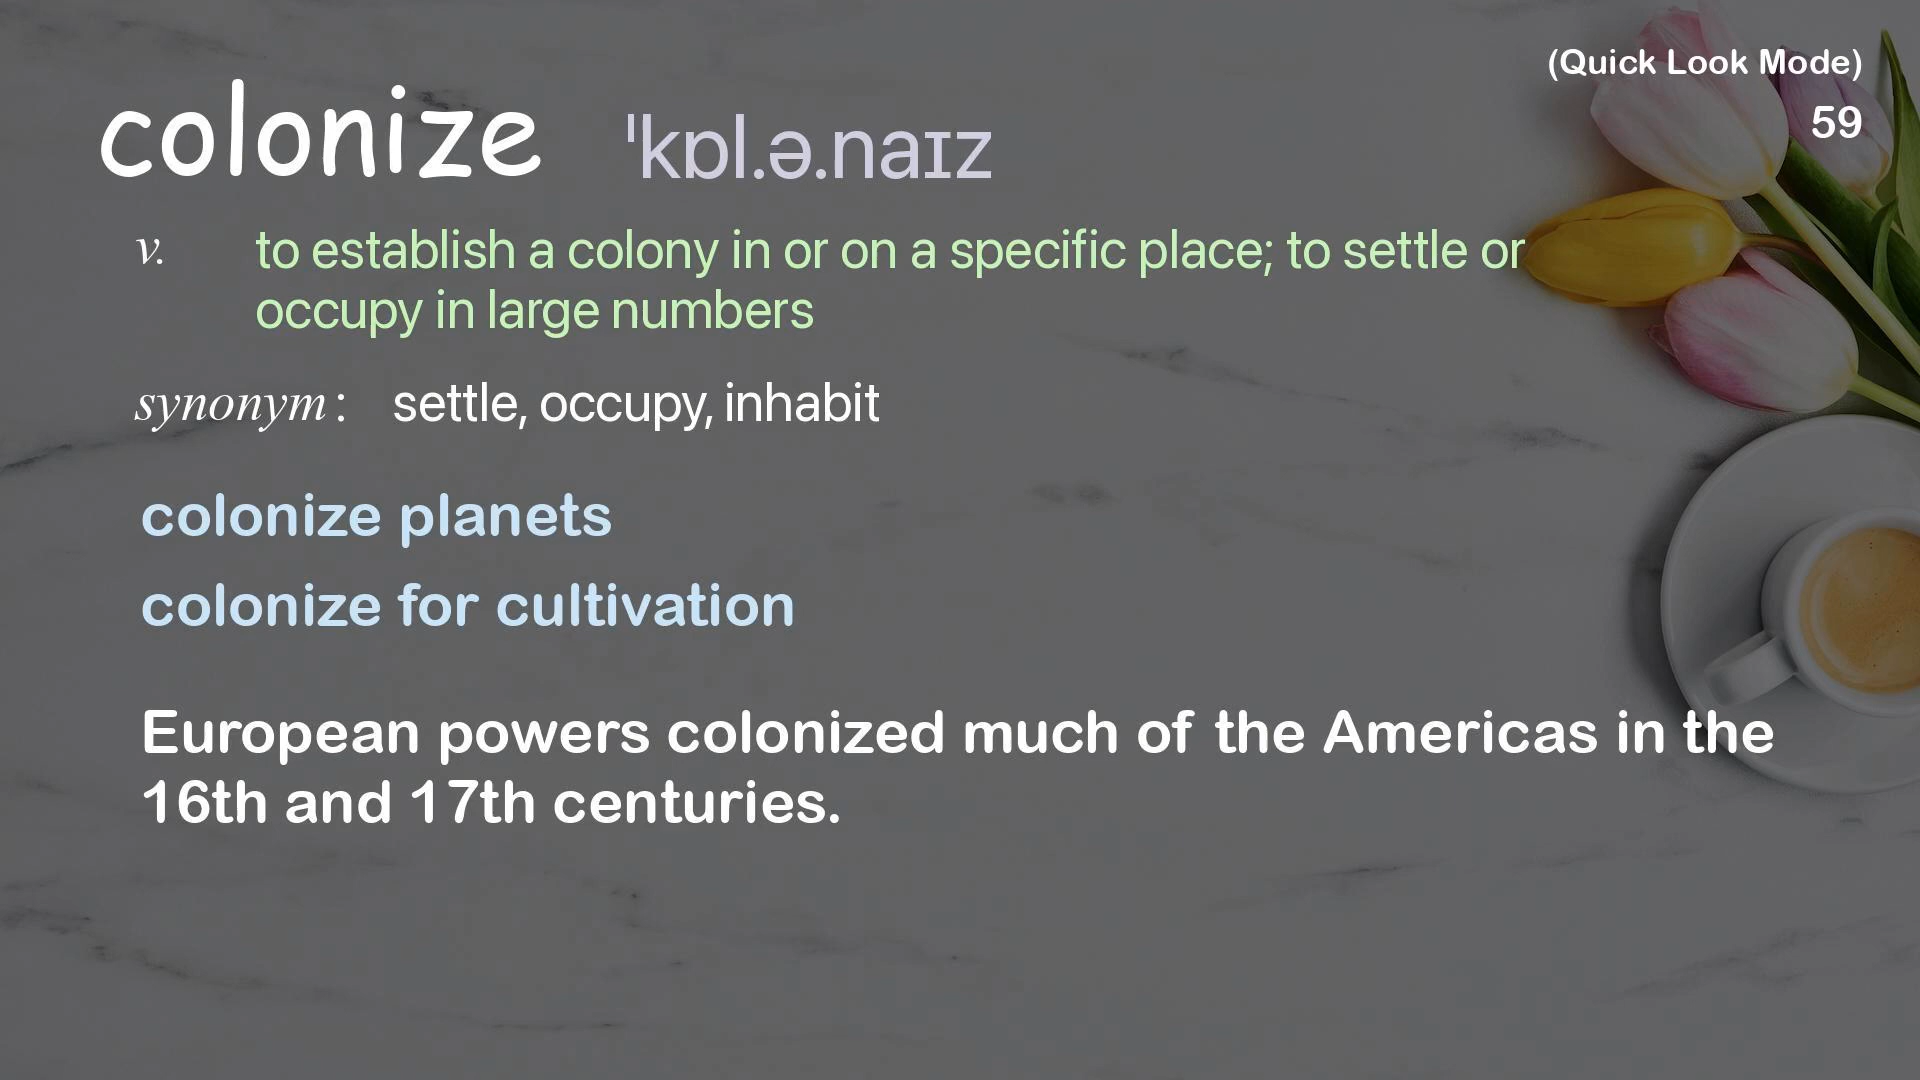 (Quick Look Mode)
59
colonize ˈkɒl.ə.naɪz
v. to establish a colony in or on a specific place; to settle or
occupy in large numbers
synonym : settle, occupy, inhabit
colonize planets
colonize for cultivation
European powers colonized much of the Americas in the
16th and 17th centuries.